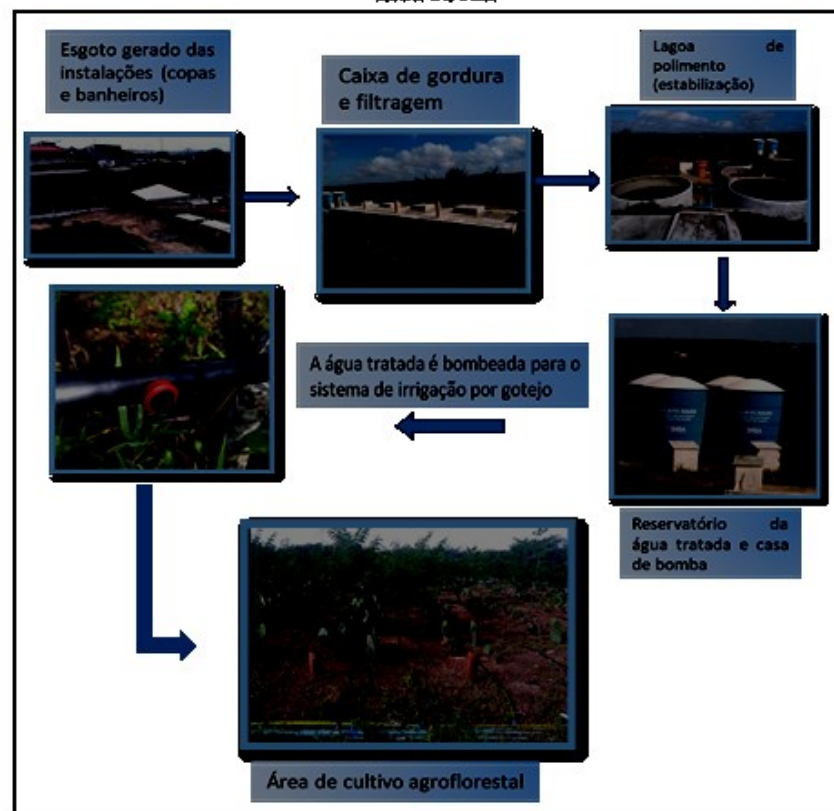 Esgoto gerado das
instalações (copas
e banheiros)
Caixa de gordura
e filtragem
Lagoa de
polimento
(estabilização)
A água tratada é bombeada para o
sistema de irrigação por gotejo
Reservatório da
água tratada e casa
de bomba
Área de cultivo agroflorestal